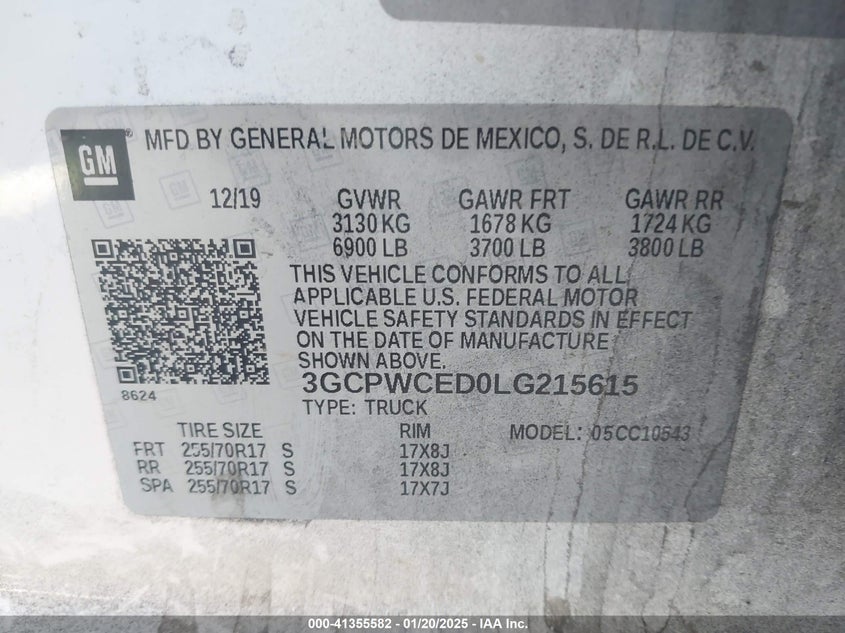 GM
MFD BY GENERAL MOTORS DE MEXICO, S. DE R.L. DE C.V.
12/19 GVWR GAWR FRT GAWR RR
3130 KG 1678 KG 1724 KG
6900 LB 3700 LB 3800 LB
THIS VEHICLE CONFORMS TO ALL
APPLICABLE U.S. FEDERAL MOTOR
VEHICLE SAFETY STANDARDS IN EFFECT
ON THE DATE OF MANUFACTURE
SHOWN ABOVE.
3GCPWCED0LG215615
8624
TYPE: TRUCK
TIRE SIZE RIM MODEL: 05CC10543
FRT 255/70R17 S 17X8J
RR 255/70R17 S 17X8J
SPA 255/70R17 S 17X7J
000-41355582 - 01/20/2025 - IAA Inc.